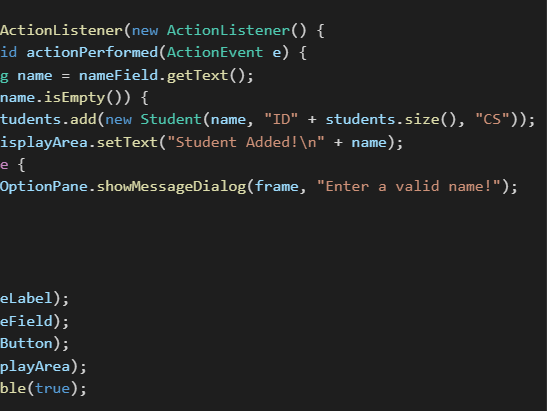 ActionListener(new ActionListener() {
id actionPerformed(ActionEvent e) {
g name = nameField.getText();
name.isEmpty()) {
tudents.add(new Student(name, "ID" + students.size(), "CS"));
isplayArea.setText("Student Added!\n" + name);
e {
OptionPane.showMessageDialog(frame, "Enter a valid name!");
eLabel);
eField);
Button);
playArea);
ble(true);